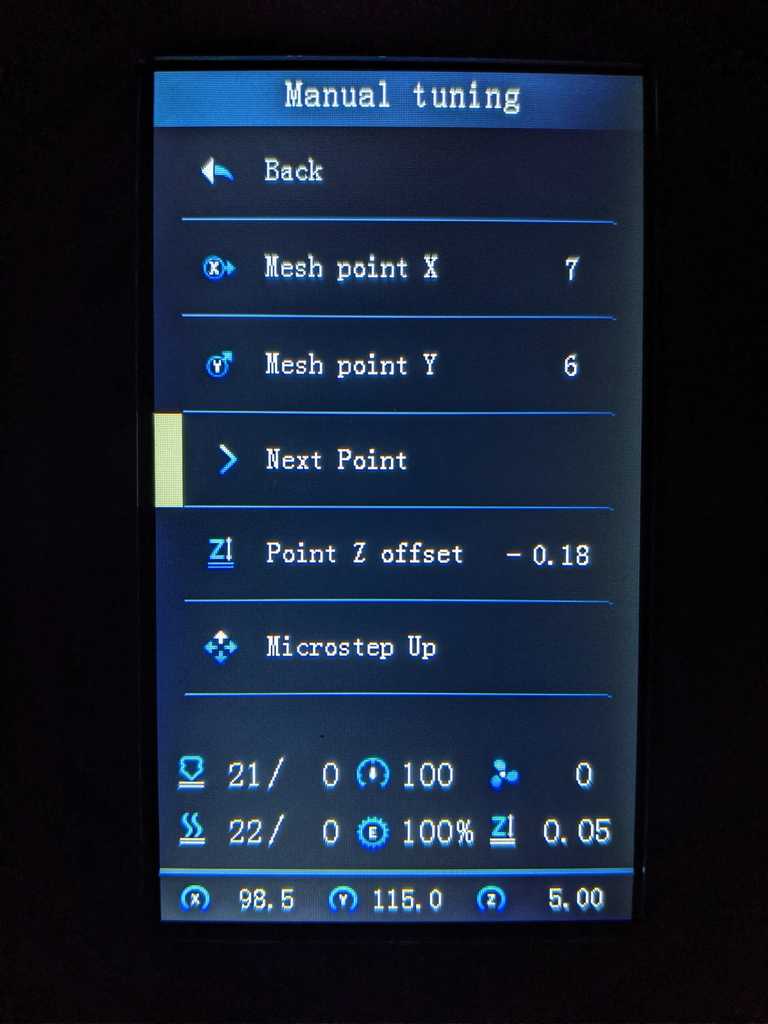 Manual tuning
Back
X Mesh point X 7
Y Mesh point Y 6
Next Point
Z Point Z offset - 0.18
Microstep Up
21/ 0 100 0
22/ 0 E 100% Z 0.05
X 98.5 Y 115.0 Z 5.00